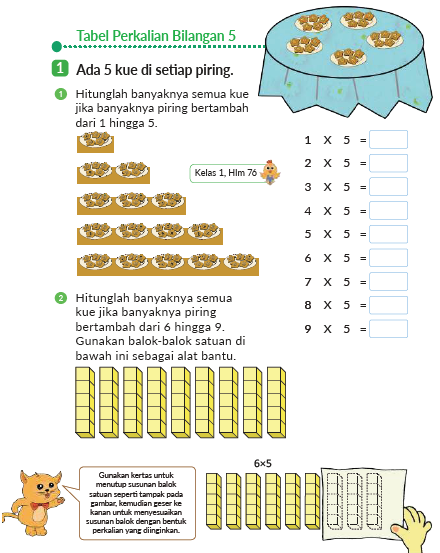 Tabel Perkalian Bilangan 5
1 Ada 5 kue di setiap piring.
1 Hitunglah banyaknya semua kue
jika banyaknya piring bertambah
dari 1 hingga 5.
Kelas 1, Hlm 76
1 X 5 =
2 X 5 =
3 X 5 =
4 X 5 =
5 X 5 =
6 X 5 =
7 X 5 =
8 X 5 =
9 X 5 =
2 Hitunglah banyaknya semua
kue jika banyaknya piring
bertambah dari 6 hingga 9.
Gunakan balok-balok satuan di
bawah ini sebagai alat bantu.
Gunakan kertas untuk
menutup susunan balok
satuan seperti tampak pada
gambar, kemudian geser ke
kanan untuk menyesuaikan
susunan balok dengan bentuk
perkalian yang diinginkan.
6×5